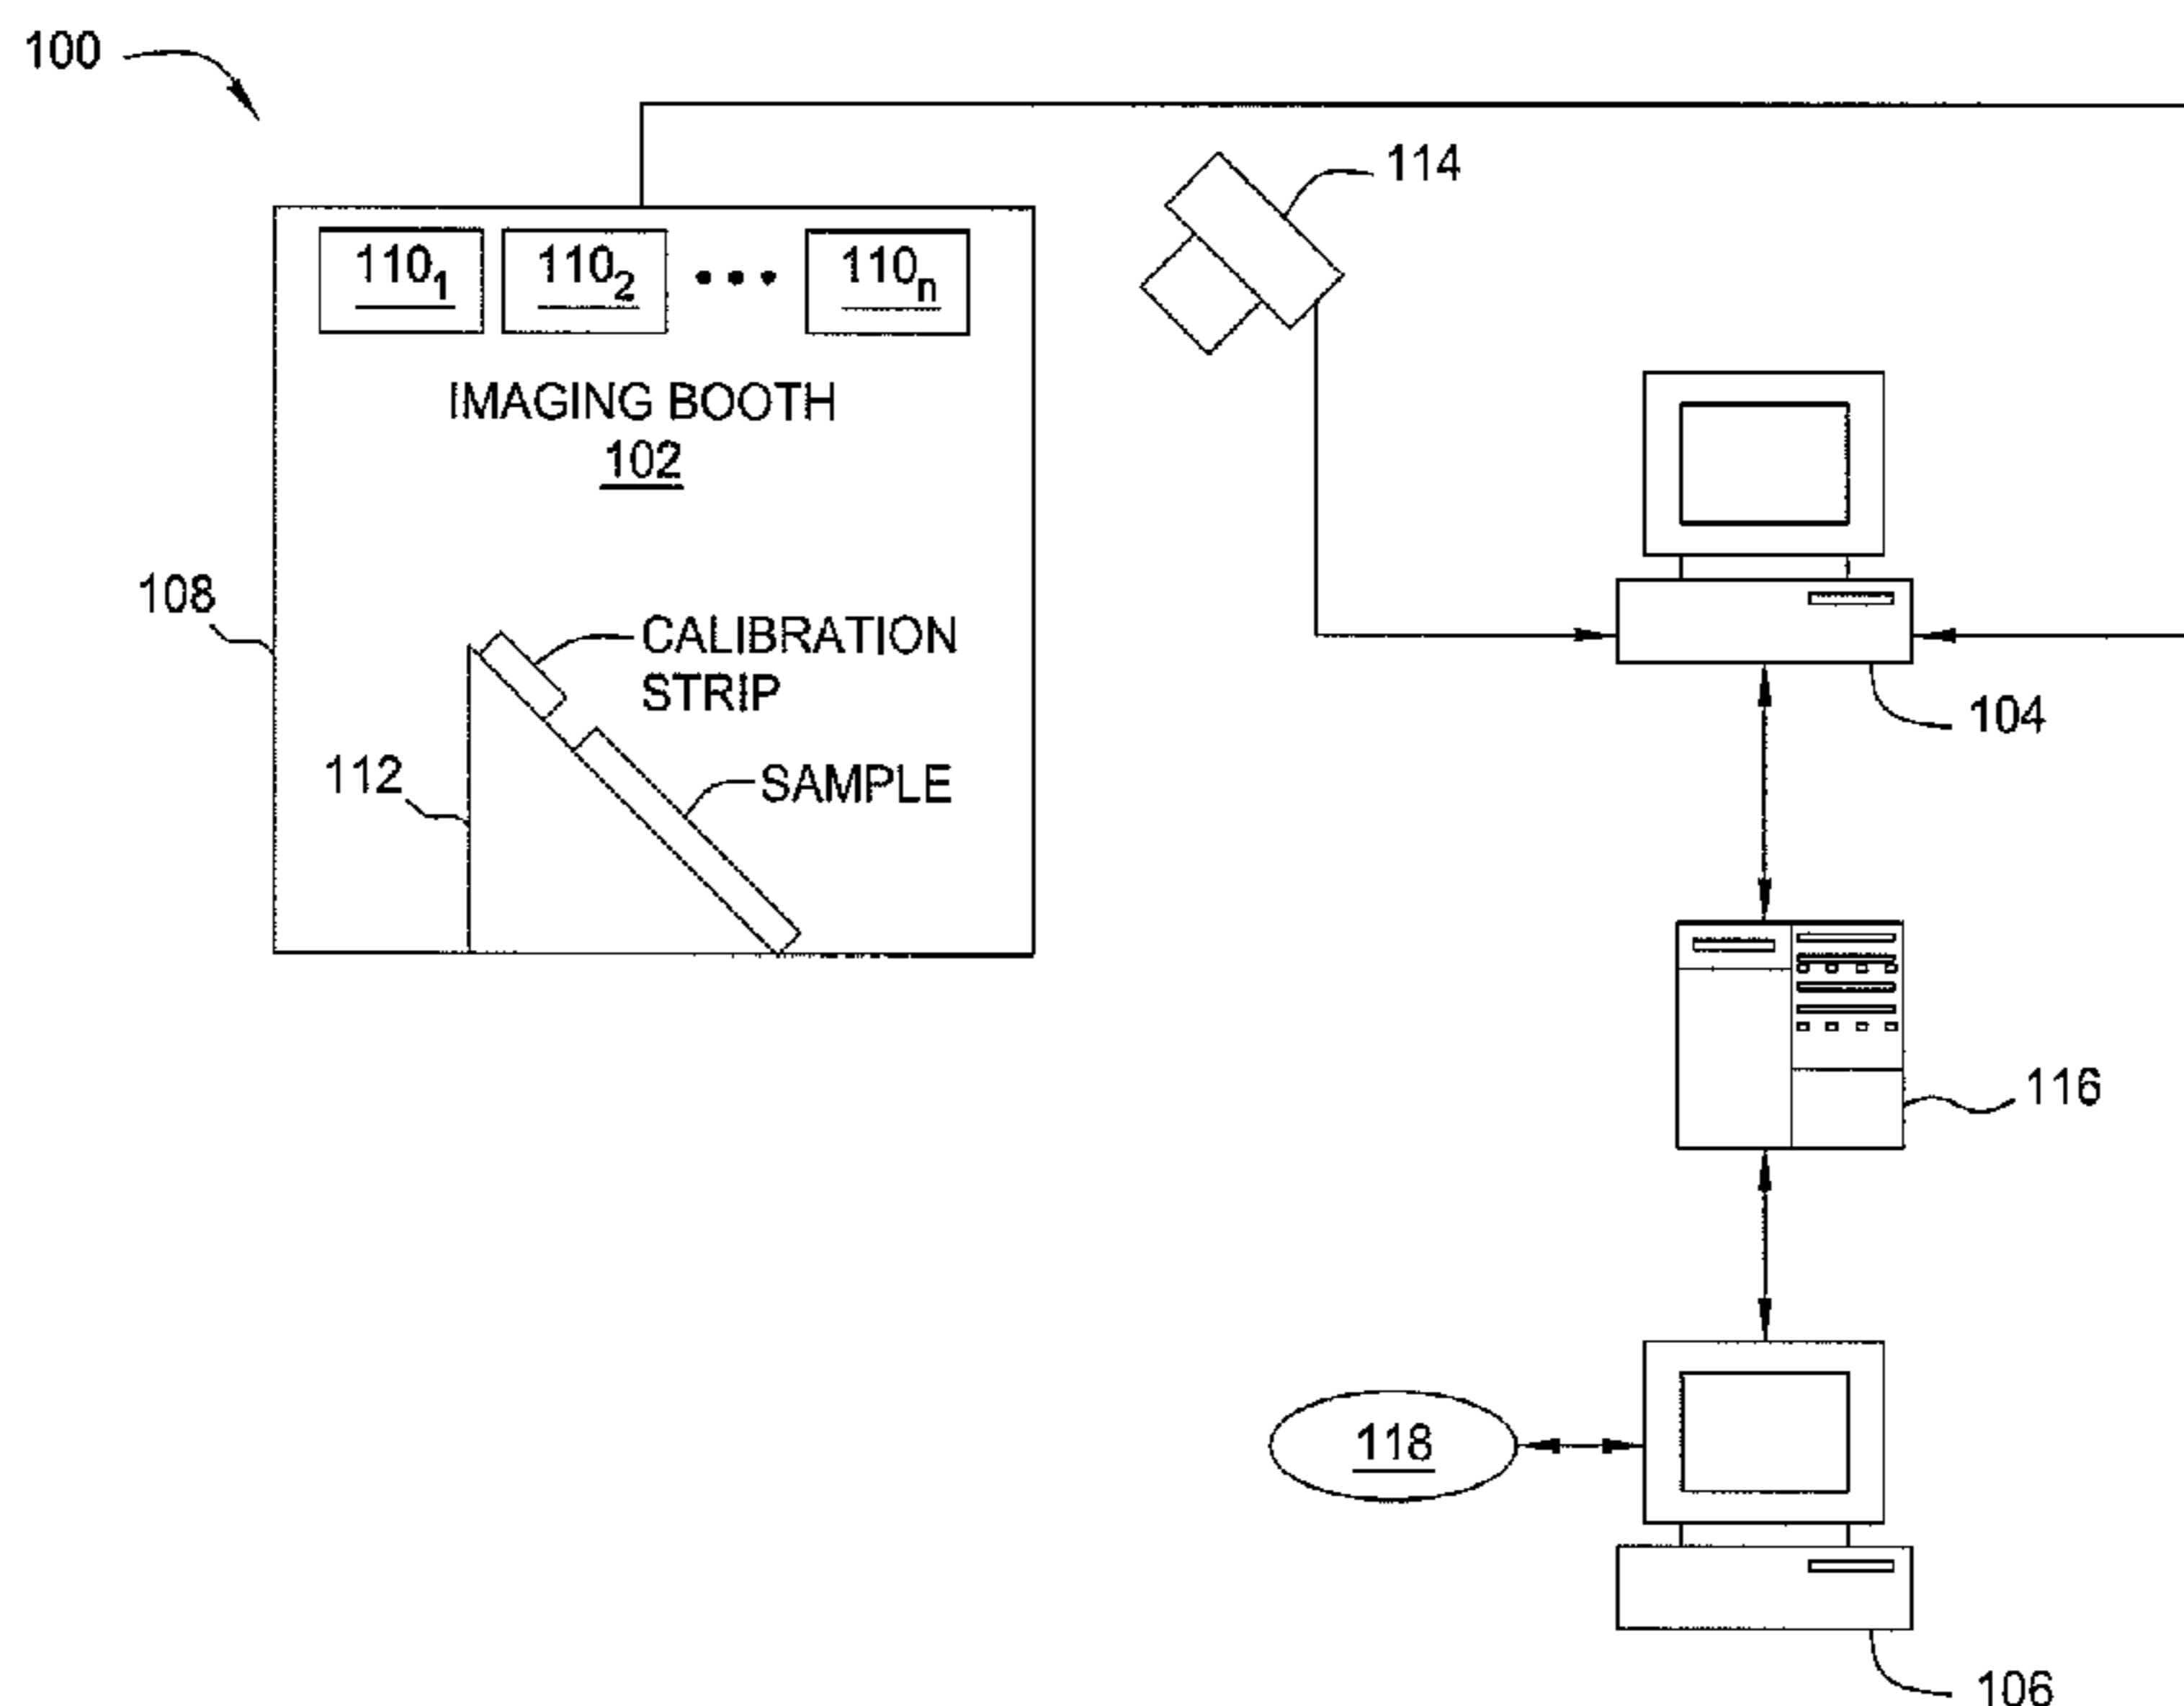 100
114
110₁ 110₂ ••• 110ₙ
IMAGING BOOTH
102
108
CALIBRATION
STRIP
104
112
SAMPLE
116
118
106